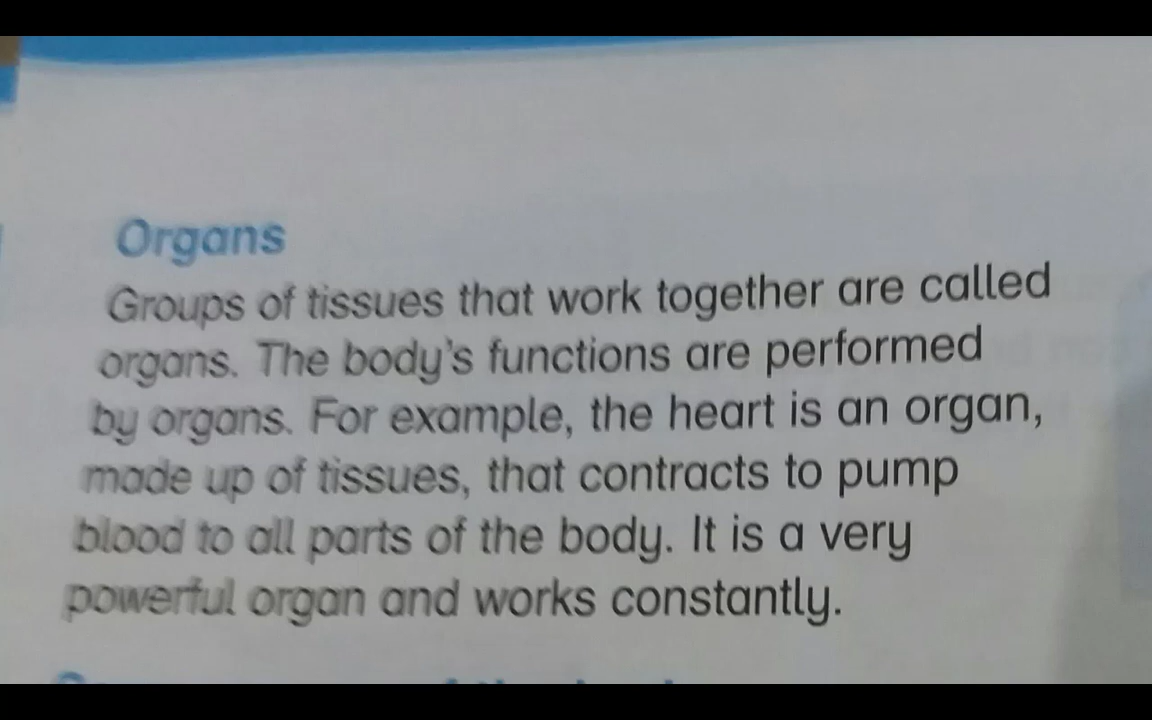 Organs
Groups of tissues that work together are called
organs. The body's functions are performed
by organs. For example, the heart is an organ,
made up of tissues, that contracts to pump
blood to all parts of the body. It is a very
powerful organ and works constantly.